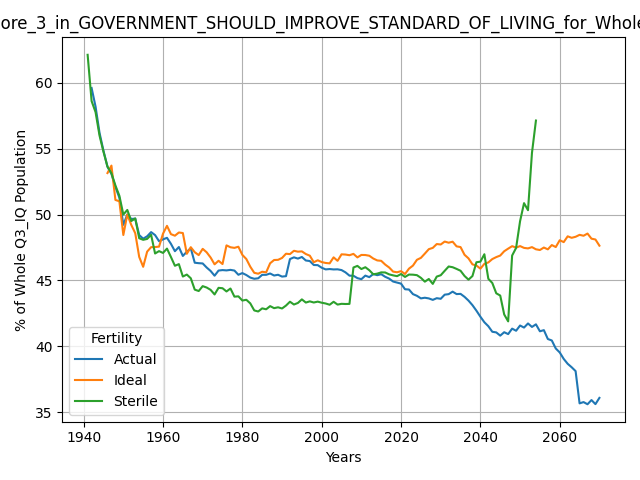 ore_3_in_GOVERNMENT_SHOULD_IMPROVE_STANDARD_OF_LIVING_for_Whole
60
55
50
45
40
35
% of Whole Q3_IQ Population
Fertility
Actual
Ideal
Sterile
1940 1960 1980 2000 2020 2040 2060
Years